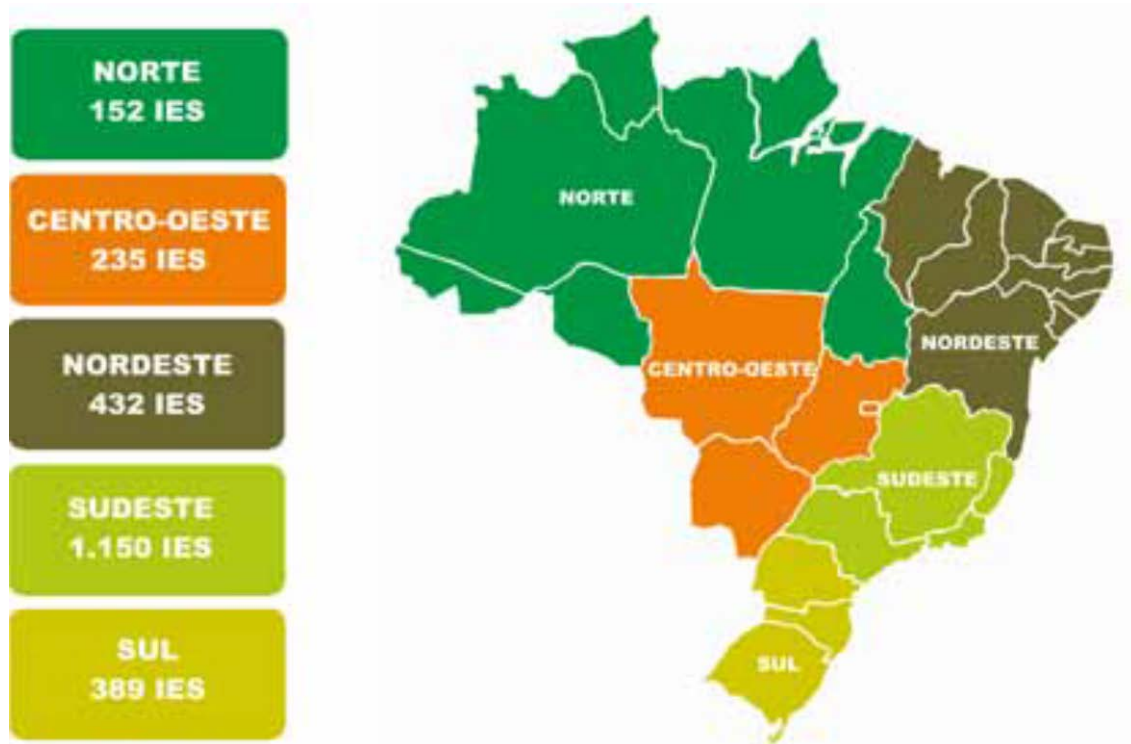 NORTE
152 IES
CENTRO-OESTE
235 IES
NORDESTE
432 IES
SUDESTE
1.150 IES
SUL
389 IES
NORTE
NORDESTE
CENTRO-OESTE
SUDESTE
SUL